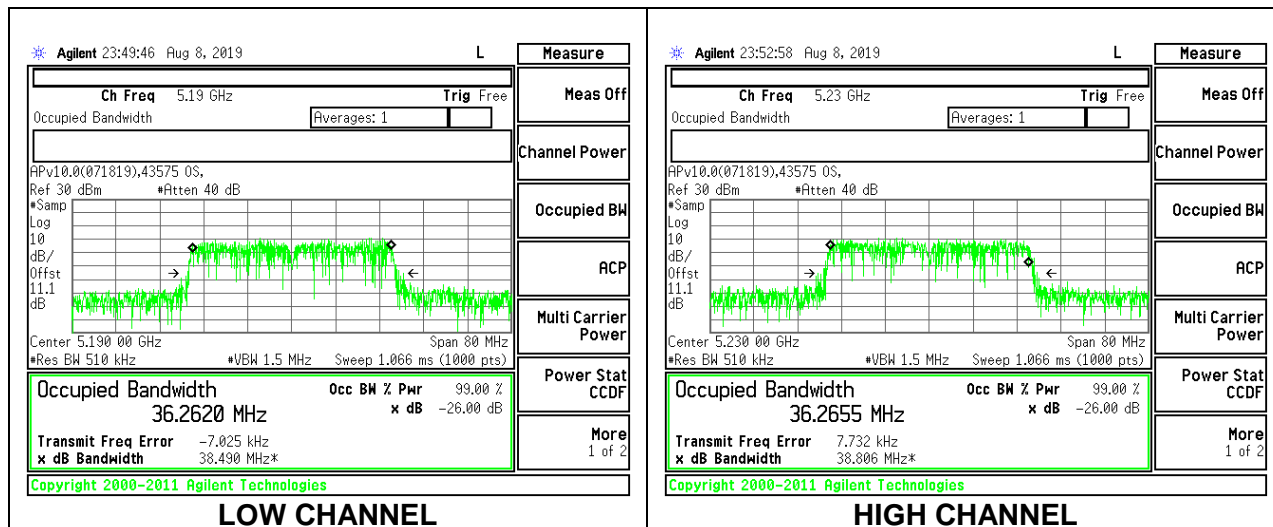 Agilent 23:49:46 Aug 8, 2019 L
Measure
Ch Freq 5.19 GHz Trig Free
Occupied Bandwidth Averages: 1
APv10.0(071819),43575 OS,
Ref 30 dBm #Atten 40 dB
#Samp
Log
10
dB/
Offst
11.1
dB
Center 5.190 00 GHz Span 80 MHz
#Res BW 510 kHz #VBW 1.5 MHz Sweep 1.066 ms (1000 pts)
Occupied Bandwidth Occ BW % Pwr 99.00 %
36.2620 MHz x dB -26.00 dB
Transmit Freq Error -7.025 kHz
x dB Bandwidth 38.490 MHz*
Copyright 2000-2011 Agilent Technologies
Meas Off
Channel Power
Occupied BW
ACP
Multi Carrier
Power
Power Stat
CCDF
More
1 of 2
LOW CHANNEL
Agilent 23:52:58 Aug 8, 2019 L
Measure
Ch Freq 5.23 GHz Trig Free
Occupied Bandwidth Averages: 1
APv10.0(071819),43575 OS,
Ref 30 dBm #Atten 40 dB
#Samp
Log
10
dB/
Offst
11.1
dB
Center 5.230 00 GHz Span 80 MHz
#Res BW 510 kHz #VBW 1.5 MHz Sweep 1.066 ms (1000 pts)
Occupied Bandwidth Occ BW % Pwr 99.00 %
36.2655 MHz x dB -26.00 dB
Transmit Freq Error 7.732 kHz
x dB Bandwidth 38.806 MHz*
Copyright 2000-2011 Agilent Technologies
Meas Off
Channel Power
Occupied BW
ACP
Multi Carrier
Power
Power Stat
CCDF
More
1 of 2
HIGH CHANNEL